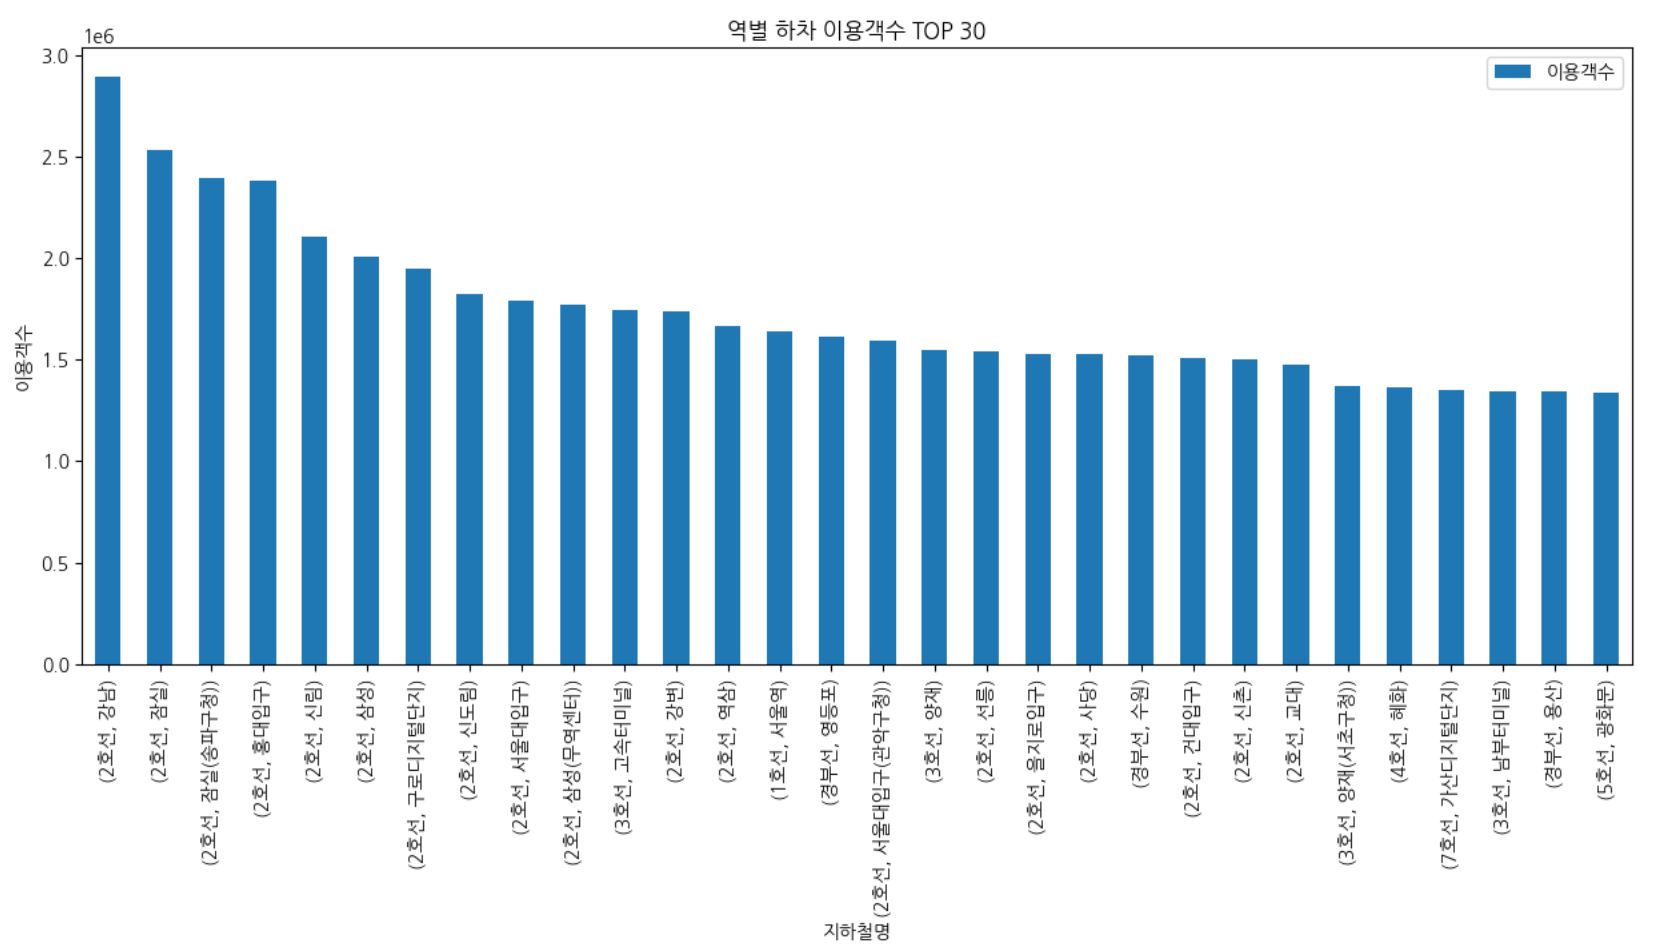 역별 하차 이용객수 TOP 30
1e6
이용객수
3.0
2.5
2.0
1.5
1.0
0.5
0.0
이용객수
(2호선, 강남)
(2호선, 잠실)
(2호선, 잠실(송파구청))
(2호선, 홍대입구)
(2호선, 신림)
(2호선, 삼성)
(2호선, 구로디지털단지)
(2호선, 신도림)
(2호선, 서울대입구)
(2호선, 삼성(무역센터))
(3호선, 고속터미널)
(2호선, 강변)
(2호선, 역삼)
(1호선, 서울역)
(경부선, 영등포)
(2호선, 서울대입구(관악구청))
(3호선, 양재)
(2호선, 선릉)
(2호선, 을지로입구)
(2호선, 사당)
(경부선, 수원)
(2호선, 건대입구)
(2호선, 신촌)
(2호선, 교대)
(3호선, 양재(서초구청))
(4호선, 혜화)
(7호선, 가산디지털단지)
(3호선, 남부터미널)
(경부선, 용산)
(5호선, 광화문)
지하철명